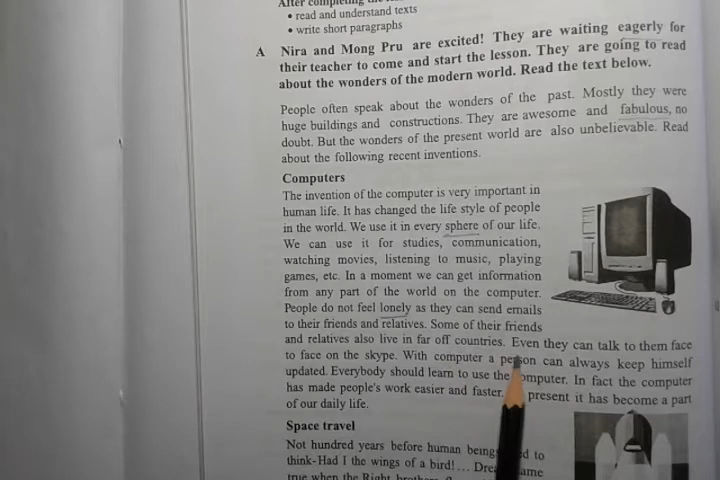 After completing the
• read and understand texts
• write short paragraphs
A Nira and Mong Pru are excited! They are waiting eagerly for
their teacher to come and start the lesson. They are going to read
about the wonders of the modern world. Read the text below.
People often speak about the wonders of the past. Mostly they were
huge buildings and constructions. They are awesome and fabulous, no
doubt. But the wonders of the present world are also unbelievable. Read
about the following recent inventions.
Computers
The invention of the computer is very important in
human life. It has changed the life style of people
in the world. We use it in every sphere of our life.
We can use it for studies, communication,
watching movies, listening to music, playing
games, etc. In a moment we can get information
from any part of the world on the computer.
People do not feel lonely as they can send emails
to their friends and relatives. Some of their friends
and relatives also live in far off countries. Even they can talk to them face
to face on the skype. With computer a person can always keep himself
updated. Everybody should learn to use the computer. In fact the computer
has made people's work easier and faster. present it has become a part
of our daily life.
Space travel
Not hundred years before human being to
think-Had I the wings of a bird!... came
true when the Right brothers